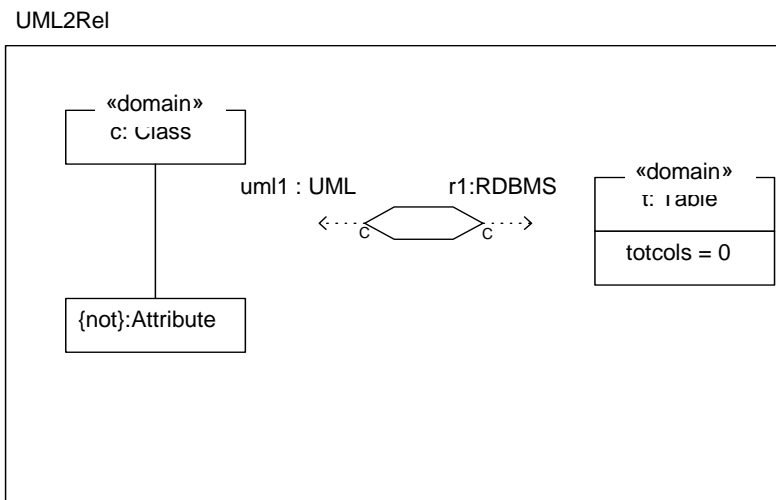 UML2Rel
«domain»
c: Class
uml1 : UML
r1:RDBMS
«domain»
t: Table
C
C
totcols = 0
{not}:Attribute